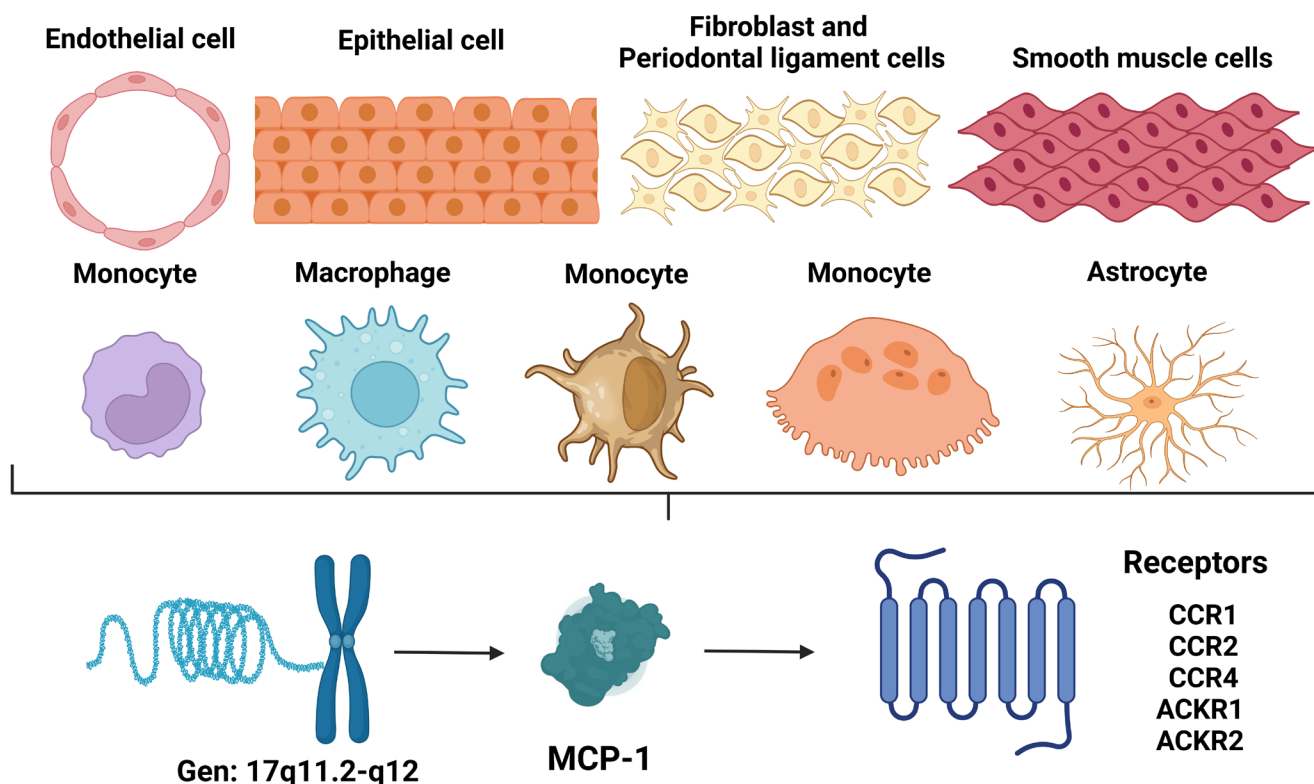 Endothelial cell
Epithelial cell
Fibroblast and
Periodontal ligament cells
Smooth muscle cells
Monocyte
Macrophage
Monocyte
Monocyte
Astrocyte
Gen: 17q11.2-q12
MCP-1
Receptors
CCR1
CCR2
CCR4
ACKR1
ACKR2